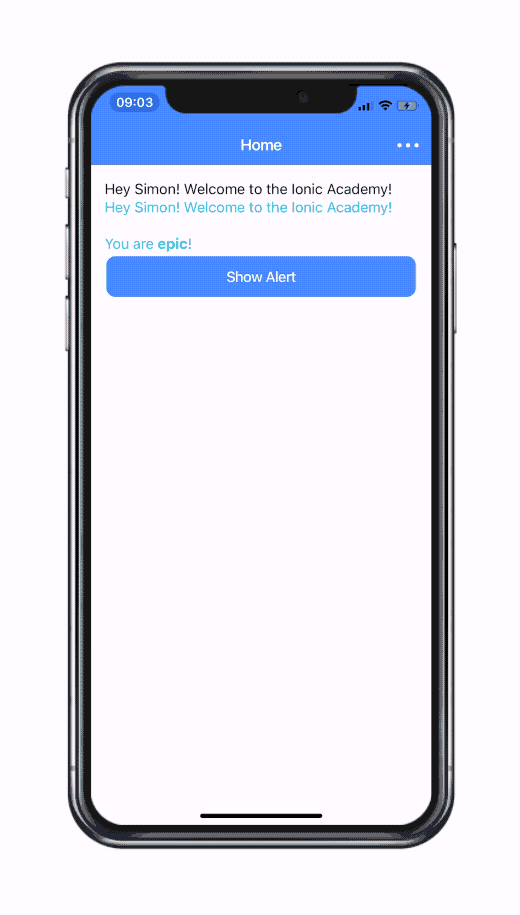 09:03
Home
Hey Simon! Welcome to the Ionic Academy!
Hey Simon! Welcome to the Ionic Academy!
You are epic!
Show Alert